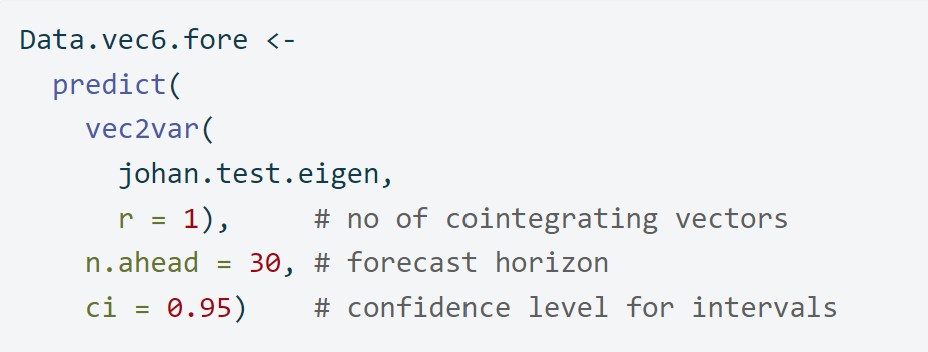 Data.vec6.fore <-
  predict(
    vec2var(
      johan.test.eigen,
      r = 1),     # no of cointegrating vectors
    n.ahead = 30, # forecast horizon
    ci = 0.95)    # confidence level for intervals